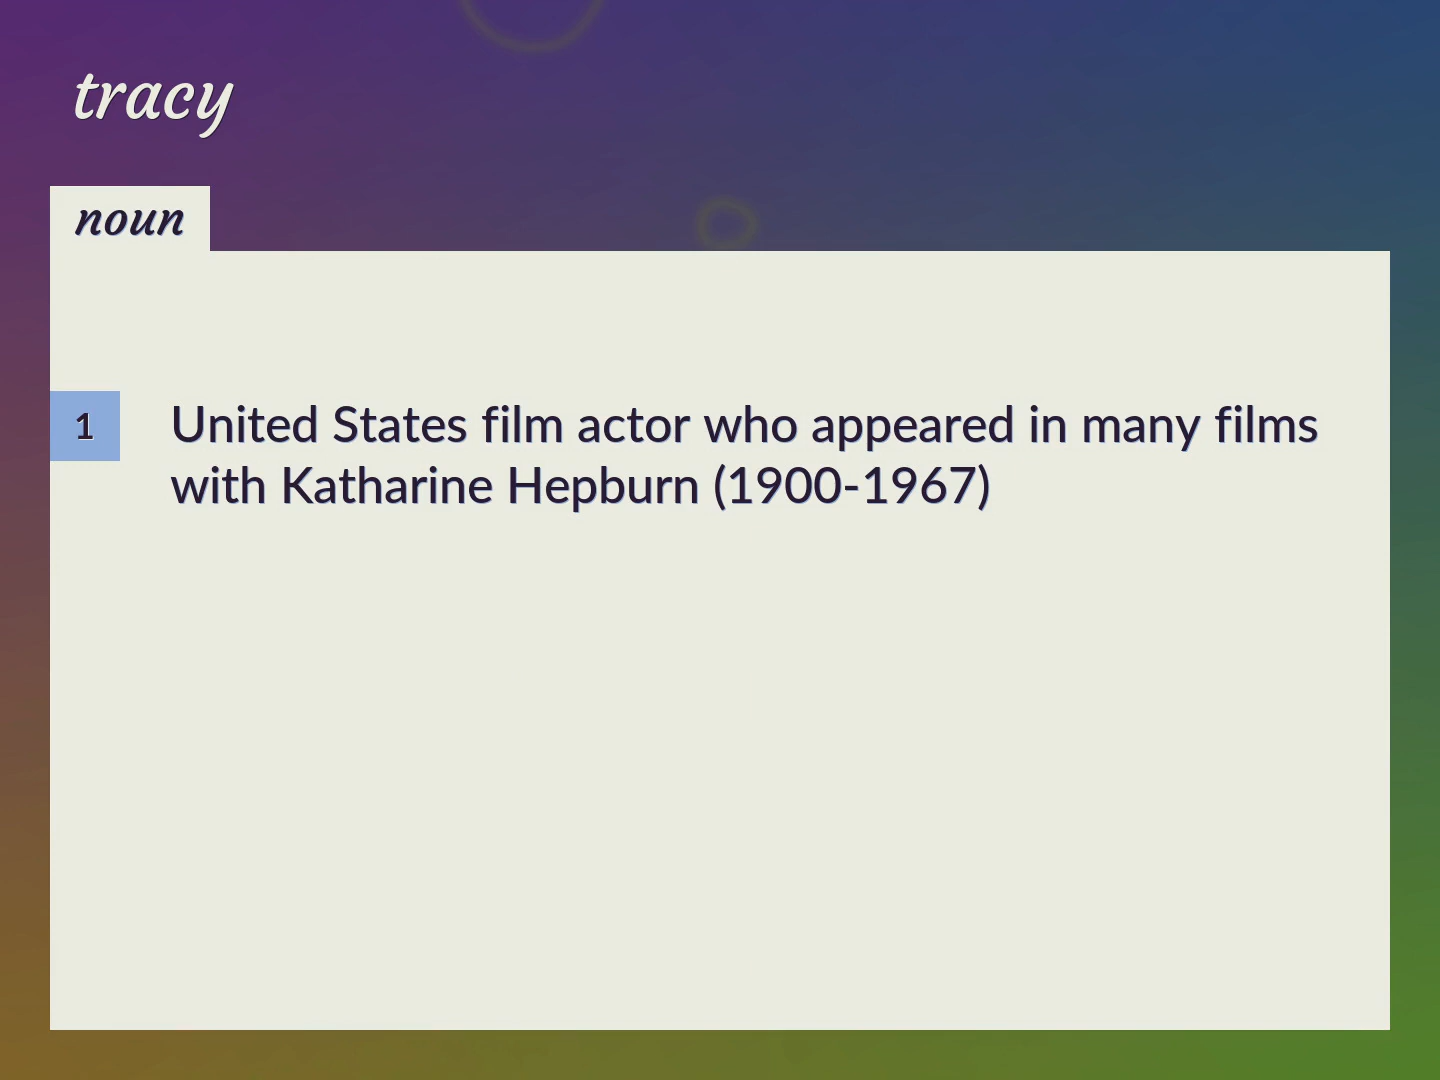 tracy
noun
1
United States film actor who appeared in many films
with Katharine Hepburn (1900-1967)